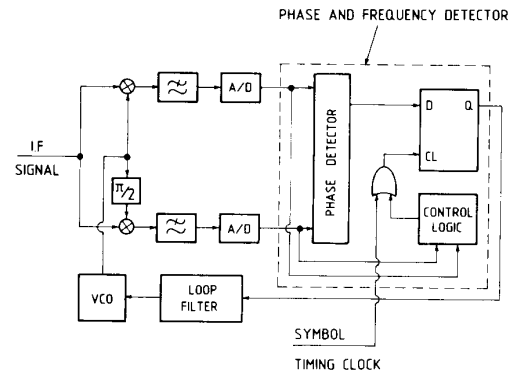 PHASE AND FREQUENCY DETECTOR
I.F
SIGNAL
A/D
A/D
π/2
PHASE DETECTOR
D Q
CL
CONTROL
LOGIC
VCO
LOOP
FILTER
SYMBOL
TIMING CLOCK